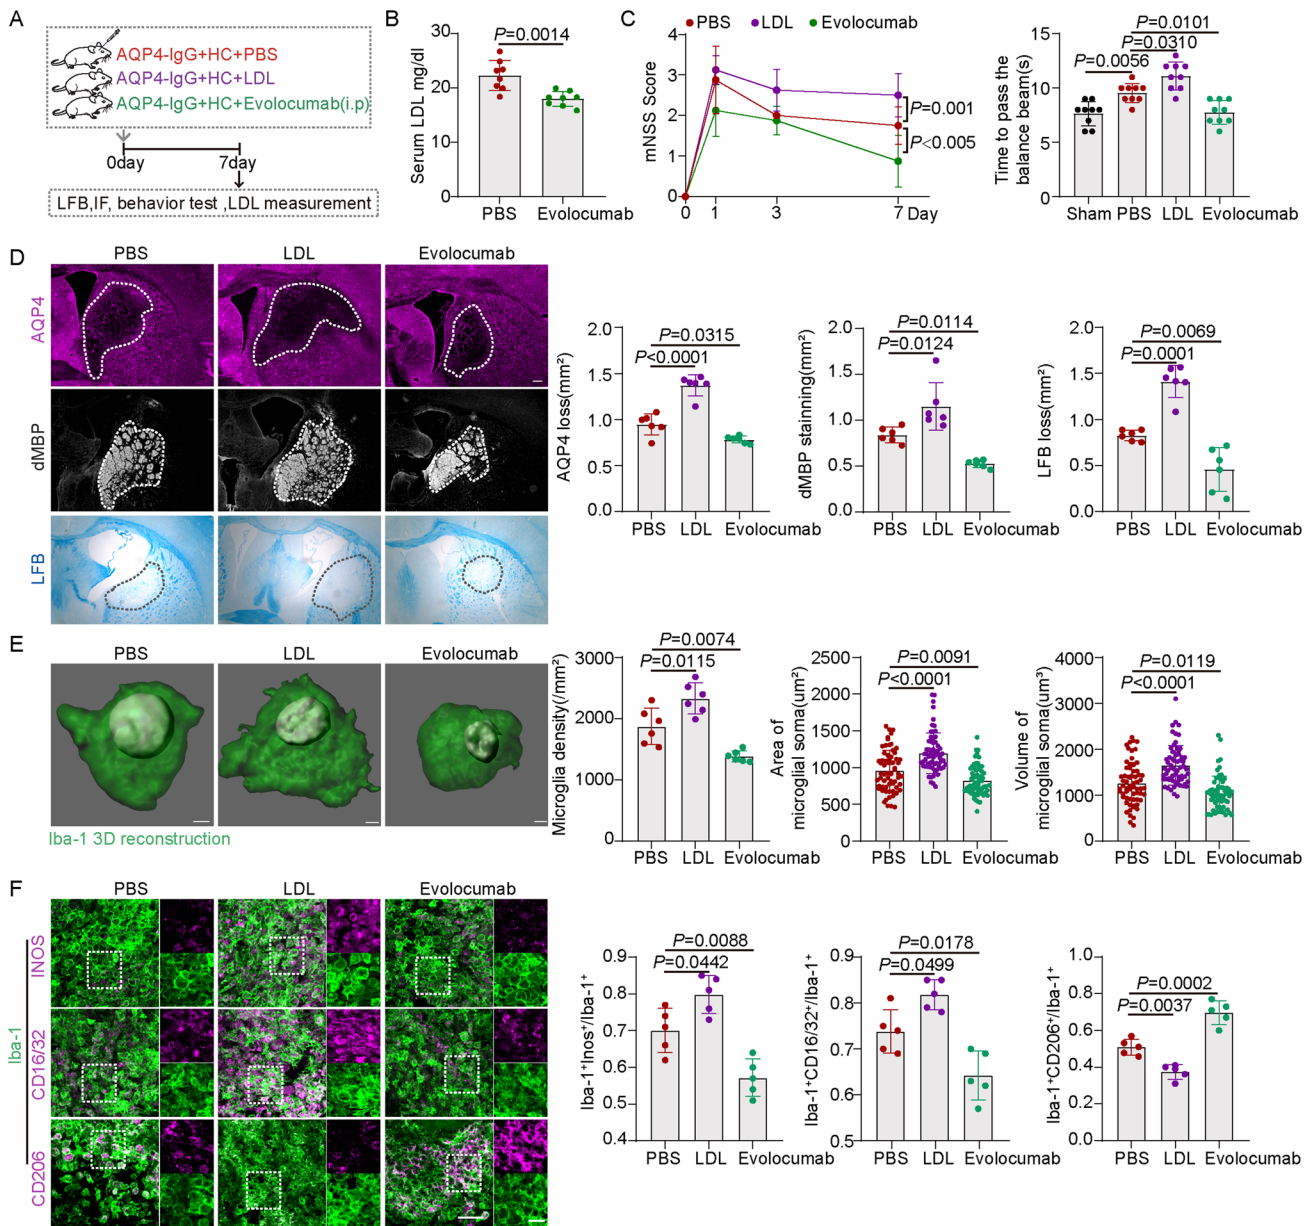 A
AQP4-IgG+HC+PBS
AQP4-IgG+HC+LDL
AQP4-IgG+HC+Evolocumab(i.p)
0day
7day
LFB,IF, behavior test ,LDL measurement
B
P=0.0014
Serum LDL mg/dl
30
20
10
0
PBS
Evolocumab
C
PBS
LDL
Evolocumab
mNSS Score
4
3
2
1
0
P=0.001
P<0.005
0
1
3
7 Day
Time to pass the
balance beam(s)
15
10
5
0
P=0.0101
P=0.0310
P=0.0056
Sham
PBS
LDL
Evolocumab
D
PBS
LDL
Evolocumab
AQP4
dMBP
LFB
AQP4 loss(mm²)
2.0
1.5
1.0
0.5
0.0
P=0.0315
P<0.0001
PBS
LDL
Evolocumab
dMBP stainning(mm²)
2.0
1.5
1.0
0.5
0.0
P=0.0114
P=0.0124
PBS
LDL
Evolocumab
LFB loss(mm²)
2.0
1.5
1.0
0.5
0.0
P=0.0069
P=0.0001
PBS
LDL
Evolocumab
E
PBS
LDL
Evolocumab
Iba-1 3D reconstruction
Microglia density(/mm²)
3000
2000
1000
0
P=0.0074
P=0.0115
PBS
LDL
Evolocumab
Area of
microglial soma(um²)
2500
2000
1500
1000
500
0
P=0.0091
P<0.0001
PBS
LDL
Evolocumab
Volume of
microglial soma(um³)
4000
3000
2000
1000
0
P=0.0119
P<0.0001
PBS
LDL
Evolocumab
F
PBS
LDL
Evolocumab
Iba-1
INOS
CD16/32
CD206
Iba-1⁺Inos⁺/Iba-1⁺
0.9
0.8
0.7
0.6
0.5
0.4
P=0.0088
P=0.0442
PBS
LDL
Evolocumab
Iba-1⁺CD16/32⁺/Iba-1⁺
0.9
0.8
0.7
0.6
0.5
P=0.0178
P=0.0499
PBS
LDL
Evolocumab
Iba-1⁺CD206⁺/Iba-1⁺
1.0
0.8
0.6
0.4
0.2
0.0
P=0.0002
P=0.0037
PBS
LDL
Evolocumab